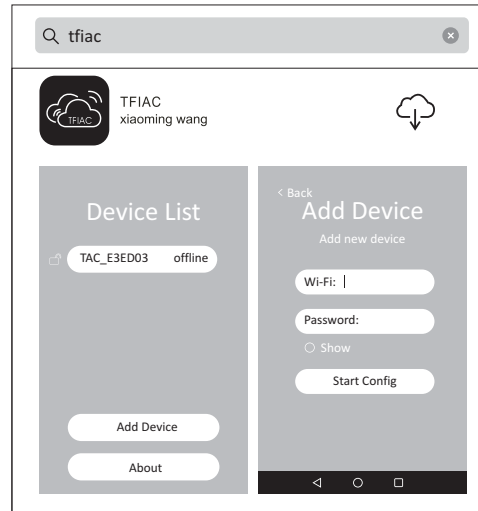 tfiac
TFIAC
TFIAC
xiaoming wang
Device List
TAC_E3ED03 offline
Add Device
About
< Back
Add Device
Add new device
Wi-Fi:
Password:
Show
Start Config